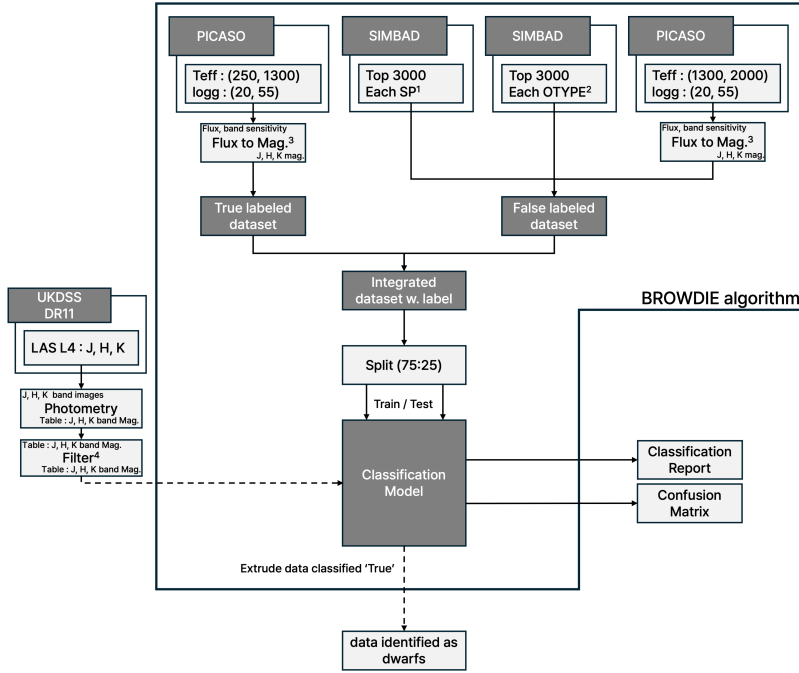 PICASO
Teff : (250, 1300)
logg : (20, 55)
Flux, band sensitivity
Flux to Mag.³
J, H, K mag.
True labeled
dataset
SIMBAD
Top 3000
Each SP¹
SIMBAD
Top 3000
Each OTYPE²
PICASO
Teff : (1300, 2000)
logg : (20, 55)
Flux, band sensitivity
Flux to Mag.³
J, H, K mag.
False labeled
dataset
Integrated
dataset w. label
BROWDIE algorithm
UKDSS
DR11
LAS L4 : J, H, K
J, H, K band images
Photometry
Table : J, H, K band Mag.
Table : J, H, K band Mag.
Filter⁴
Table : J, H, K band Mag.
Split (75:25)
Train / Test
Classification
Model
Classification
Report
Confusion
Matrix
Extrude data classified ‘True’
data identified as
dwarfs